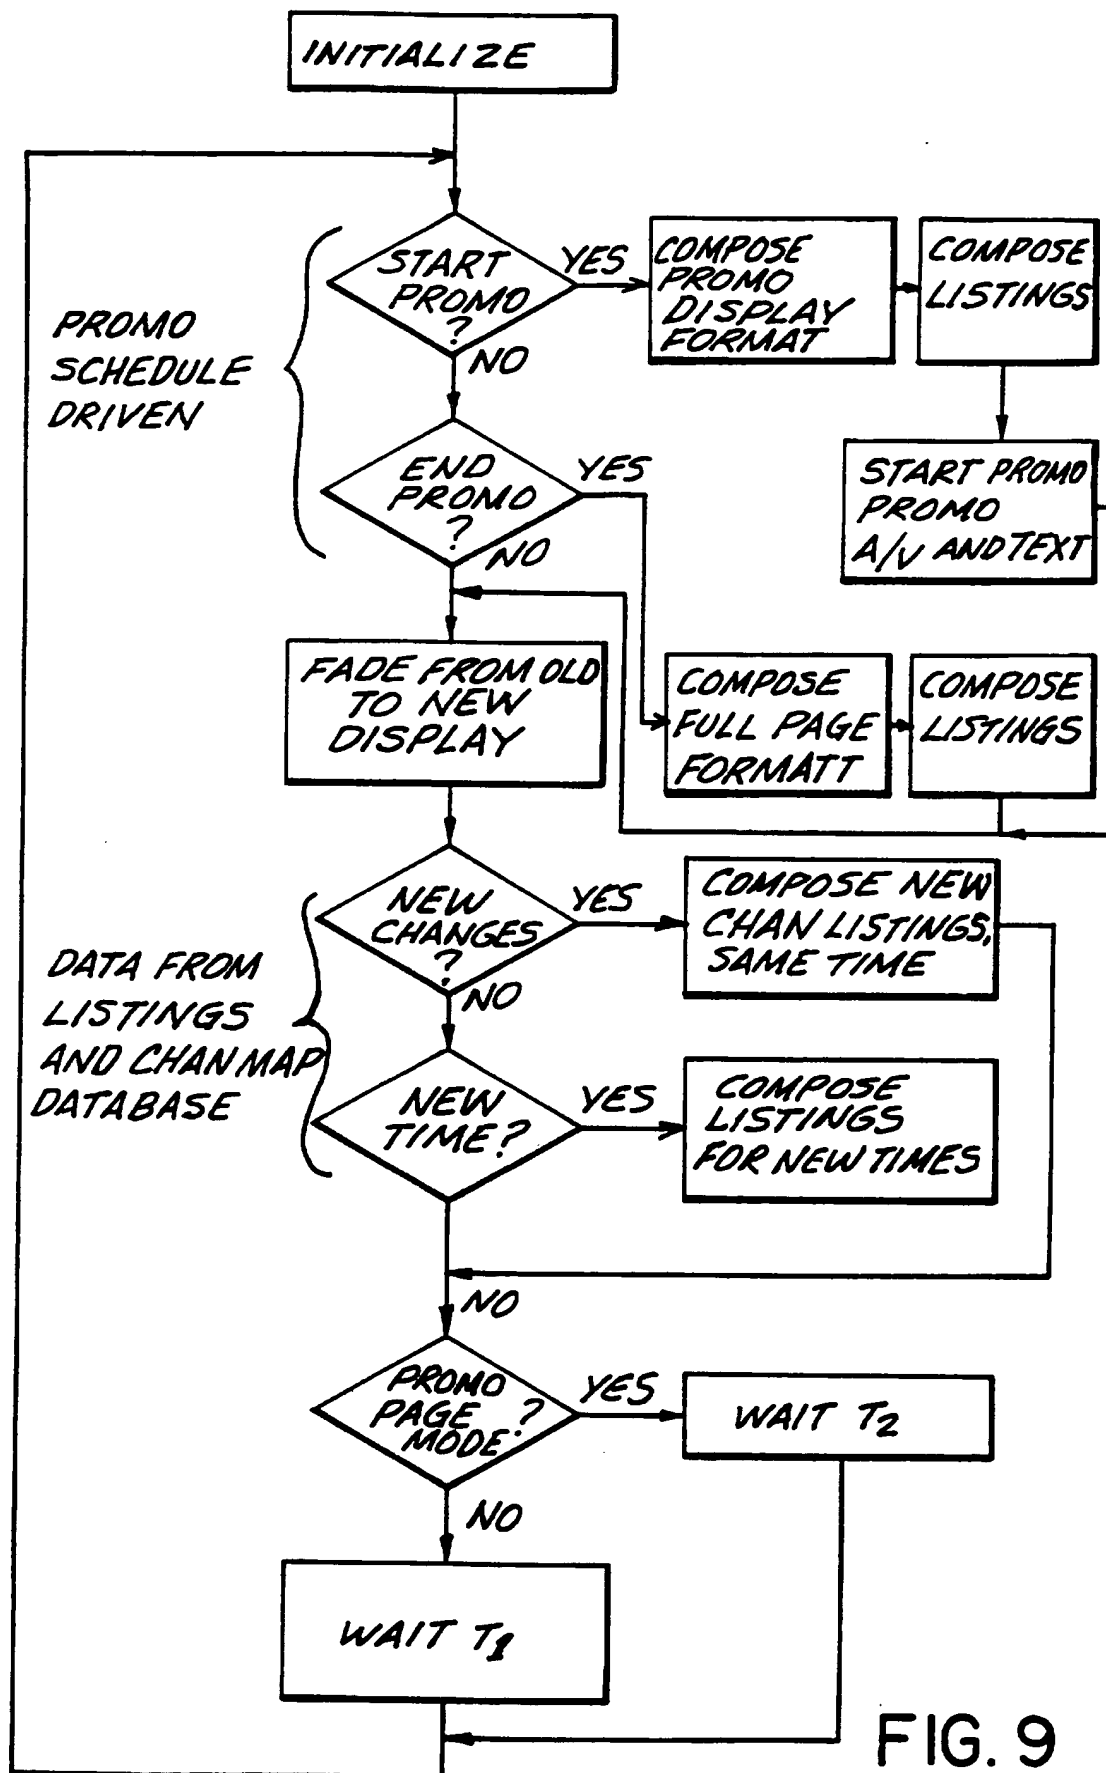 INITIALIZE
START
PROMO
?
YES
COMPOSE
PROMO
DISPLAY
FORMAT
COMPOSE
LISTINGS
PROMO
SCHEDULE
DRIVEN
NO
END
PROMO
?
YES
START PROMO
PROMO
A/V AND TEXT
NO
FADE FROM OLD
TO NEW
DISPLAY
COMPOSE
FULL PAGE
FORMATT
COMPOSE
LISTINGS
NEW
CHANGES
?
YES
COMPOSE NEW
CHAN LISTINGS,
SAME TIME
DATA FROM
LISTINGS
AND CHAN MAP
DATABASE
NO
NEW
TIME?
YES
COMPOSE
LISTINGS
FOR NEW TIMES
NO
PROMO
PAGE ?
MODE
YES
WAIT T2
NO
WAIT T1
FIG. 9